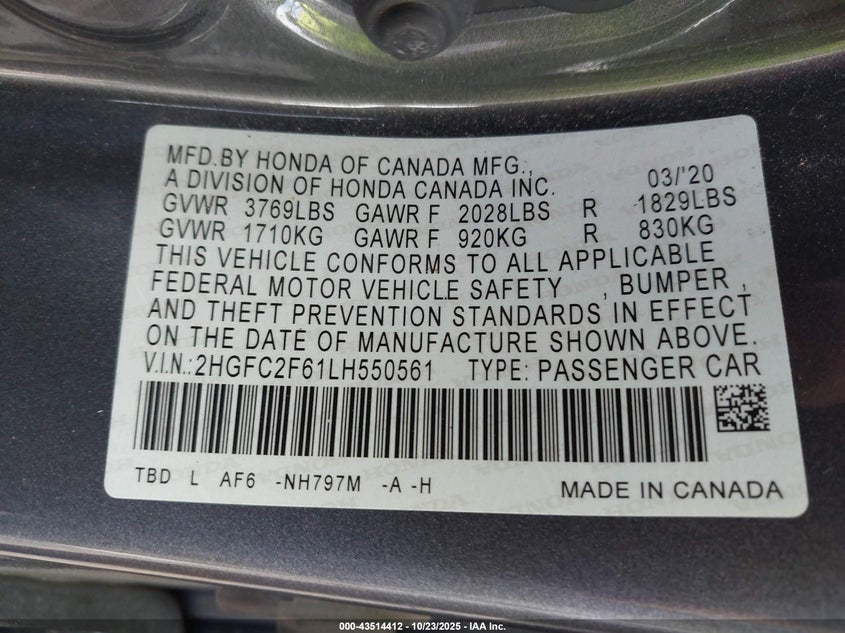 MFD.BY HONDA OF CANADA MFG.,
A DIVISION OF HONDA CANADA INC. 03/'20
GVWR 3769LBS GAWR F 2028LBS R 1829LBS
GVWR 1710KG GAWR F 920KG R 830KG
THIS VEHICLE CONFORMS TO ALL APPLICABLE
FEDERAL MOTOR VEHICLE SAFETY , BUMPER ,
AND THEFT PREVENTION STANDARDS IN EFFECT
ON THE DATE OF MANUFACTURE SHOWN ABOVE.
V.I.N.:2HGFC2F61LH550561 TYPE: PASSENGER CAR
TBD L AF6 -NH797M -A -H MADE IN CANADA
000-43514412 - 10/23/2025 - IAA Inc.